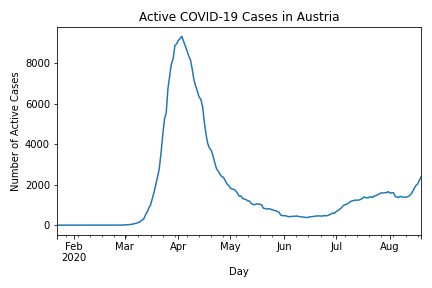 Active COVID-19 Cases in Austria
Number of Active Cases
8000
6000
4000
2000
0
Feb Mar Apr May Jun Jul Aug
2020
Day